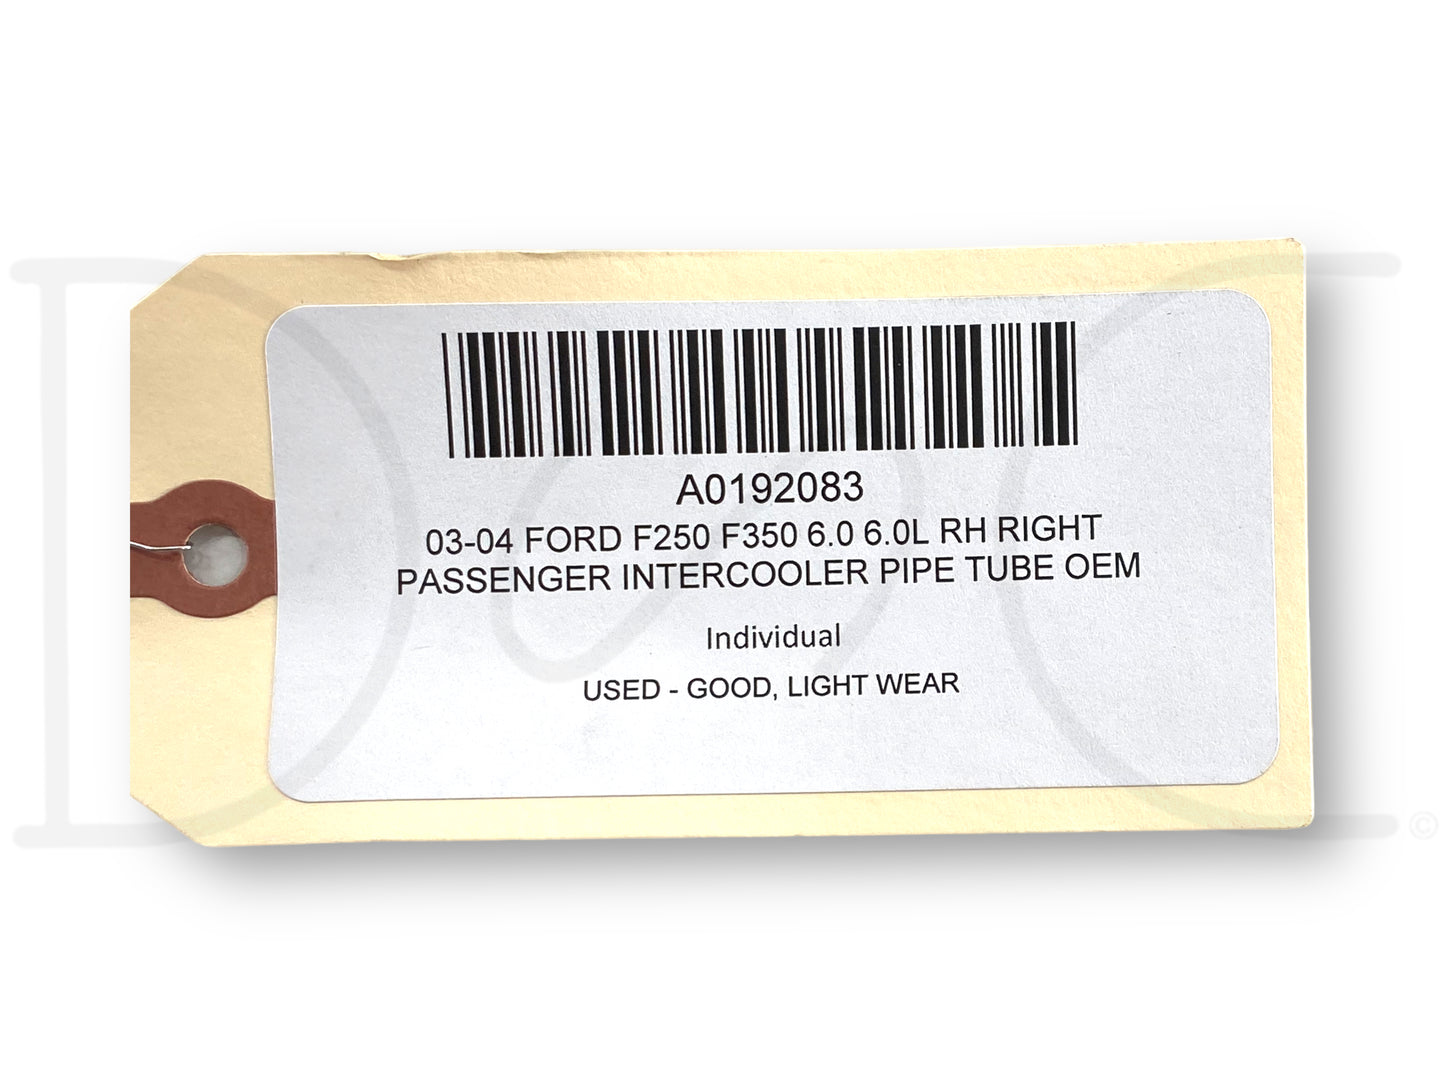 A0192083
03-04 FORD F250 F350 6.0 6.0L RH RIGHT
PASSENGER INTERCOOLER PIPE TUBE OEM
Individual
USED - GOOD, LIGHT WEAR
©